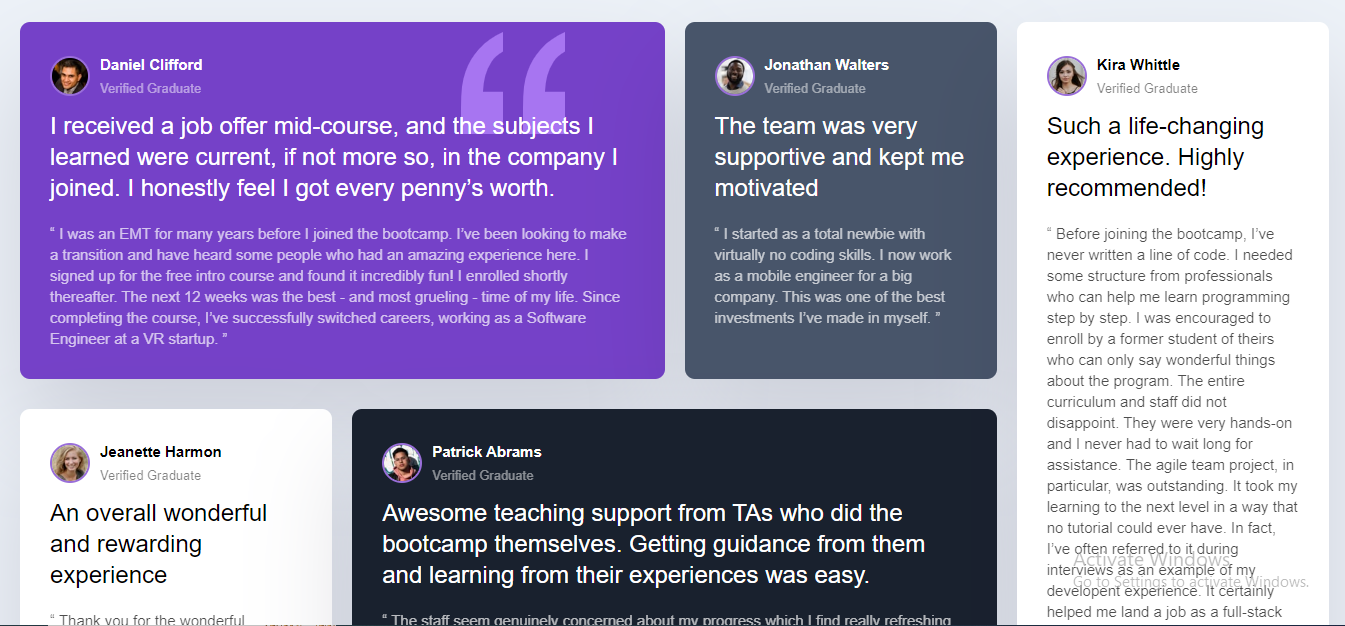 Daniel Clifford
Verified Graduate
I received a job offer mid-course, and the subjects I
learned were current, if not more so, in the company I
joined. I honestly feel I got every penny’s worth.
“ I was an EMT for many years before I joined the bootcamp. I’ve been looking to make
a transition and have heard some people who had an amazing experience here. I
signed up for the free intro course and found it incredibly fun! I enrolled shortly
thereafter. The next 12 weeks was the best - and most grueling - time of my life. Since
completing the course, I’ve successfully switched careers, working as a Software
Engineer at a VR startup. ”
Jonathan Walters
Verified Graduate
The team was very
supportive and kept me
motivated
“ I started as a total newbie with
virtually no coding skills. I now work
as a mobile engineer for a big
company. This was one of the best
investments I’ve made in myself. ”
Kira Whittle
Verified Graduate
Such a life-changing
experience. Highly
recommended!
“ Before joining the bootcamp, I’ve
never written a line of code. I needed
some structure from professionals
who can help me learn programming
step by step. I was encouraged to
enroll by a former student of theirs
who can only say wonderful things
about the program. The entire
curriculum and staff did not
disappoint. They were very hands-on
and I never had to wait long for
assistance. The agile team project, in
particular, was outstanding. It took my
learning to the next level in a way that
no tutorial could ever have. In fact,
I’ve often referred to it during
interviews as an example of my
developent experience. It certainly
helped me land a job as a full-stack
Jeanette Harmon
Verified Graduate
An overall wonderful
and rewarding
experience
“ Thank you for the wonderful
Patrick Abrams
Verified Graduate
Awesome teaching support from TAs who did the
bootcamp themselves. Getting guidance from them
and learning from their experiences was easy.
“ The staff seem genuinely concerned about my progress which I find really refreshing
Activate Windows
Go to Settings to activate Windows.